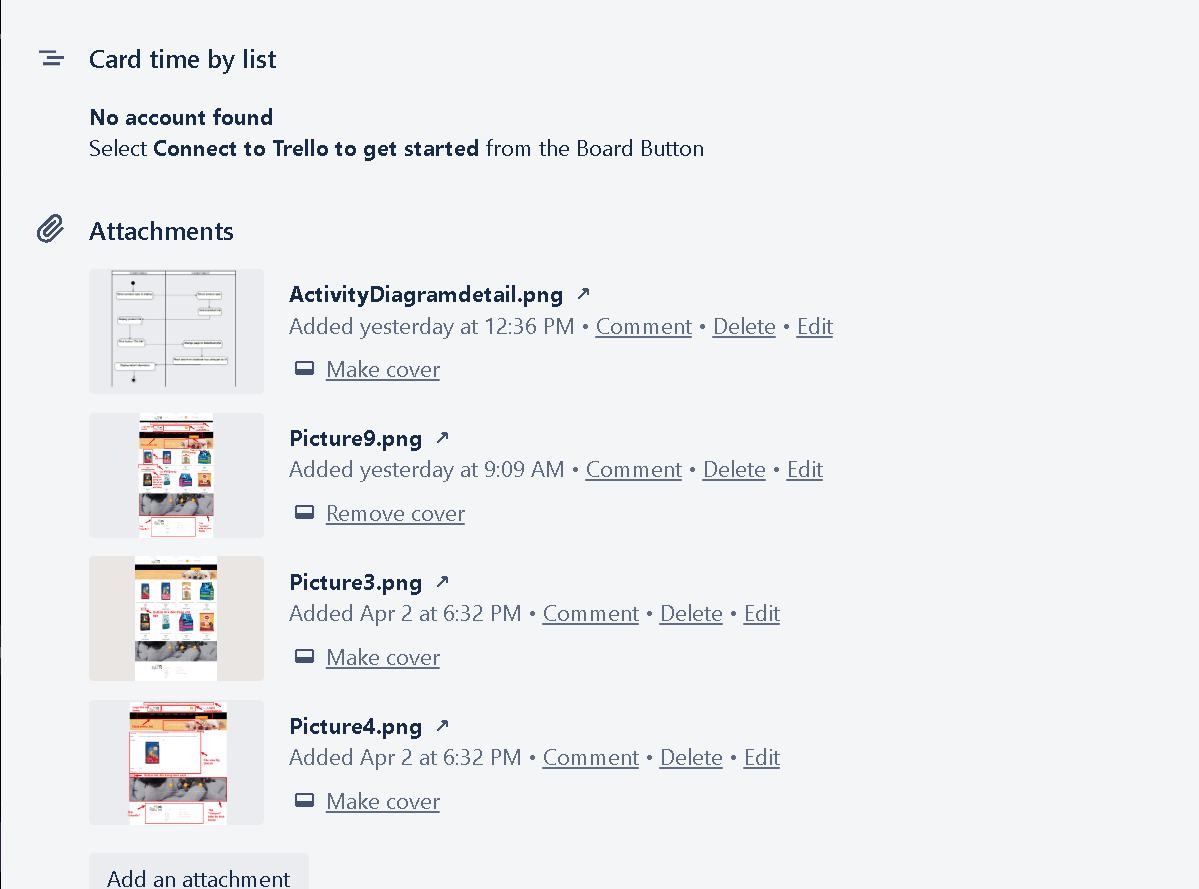 Card time by list
No account found
Select Connect to Trello to get started from the Board Button
Attachments
ActivityDiagramdetail.png ↗
Added yesterday at 12:36 PM • Comment • Delete • Edit
Make cover
Picture9.png ↗
Added yesterday at 9:09 AM • Comment • Delete • Edit
Remove cover
Picture3.png ↗
Added Apr 2 at 6:32 PM • Comment • Delete • Edit
Make cover
Picture4.png ↗
Added Apr 2 at 6:32 PM • Comment • Delete • Edit
Make cover
Add an attachment